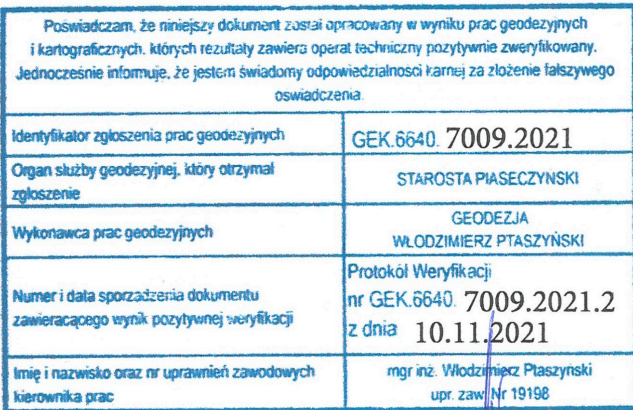 Poświadczam, że niniejszy dokument został opracowany w wyniku prac geodezyjnych
i kartograficznych, których rezultaty zawiera operat techniczny pozytywnie zweryfikowany.
Jednocześnie informuje, że jestem świadomy odpowiedzialności karnej za złożenie fałszywego
oswiadczenia.
Identyfikator zgłoszenia prac geodezyjnych
GEK.6640. 7009.2021
Organ służby geodezyjnej, który otrzymał
zgłoszenie
STAROSTA PIASECZYŃSKI
Wykonawca prac geodezyjnych
GEODEZJA
WŁODZIMIERZ PTASZYŃSKI
Numer i data sporządzenia dokumentu
zawieracącego wynik pozytywnej weryfikacji
Protokół Weryfikacji
nr GEK.6640. 7009.2021.2
z dnia 10.11.2021
Imię i nazwisko oraz nr uprawnień zawodowych
kierownika prac
mgr inż. Włodzimierz Ptaszyński
upr. zaw. Nr 19198